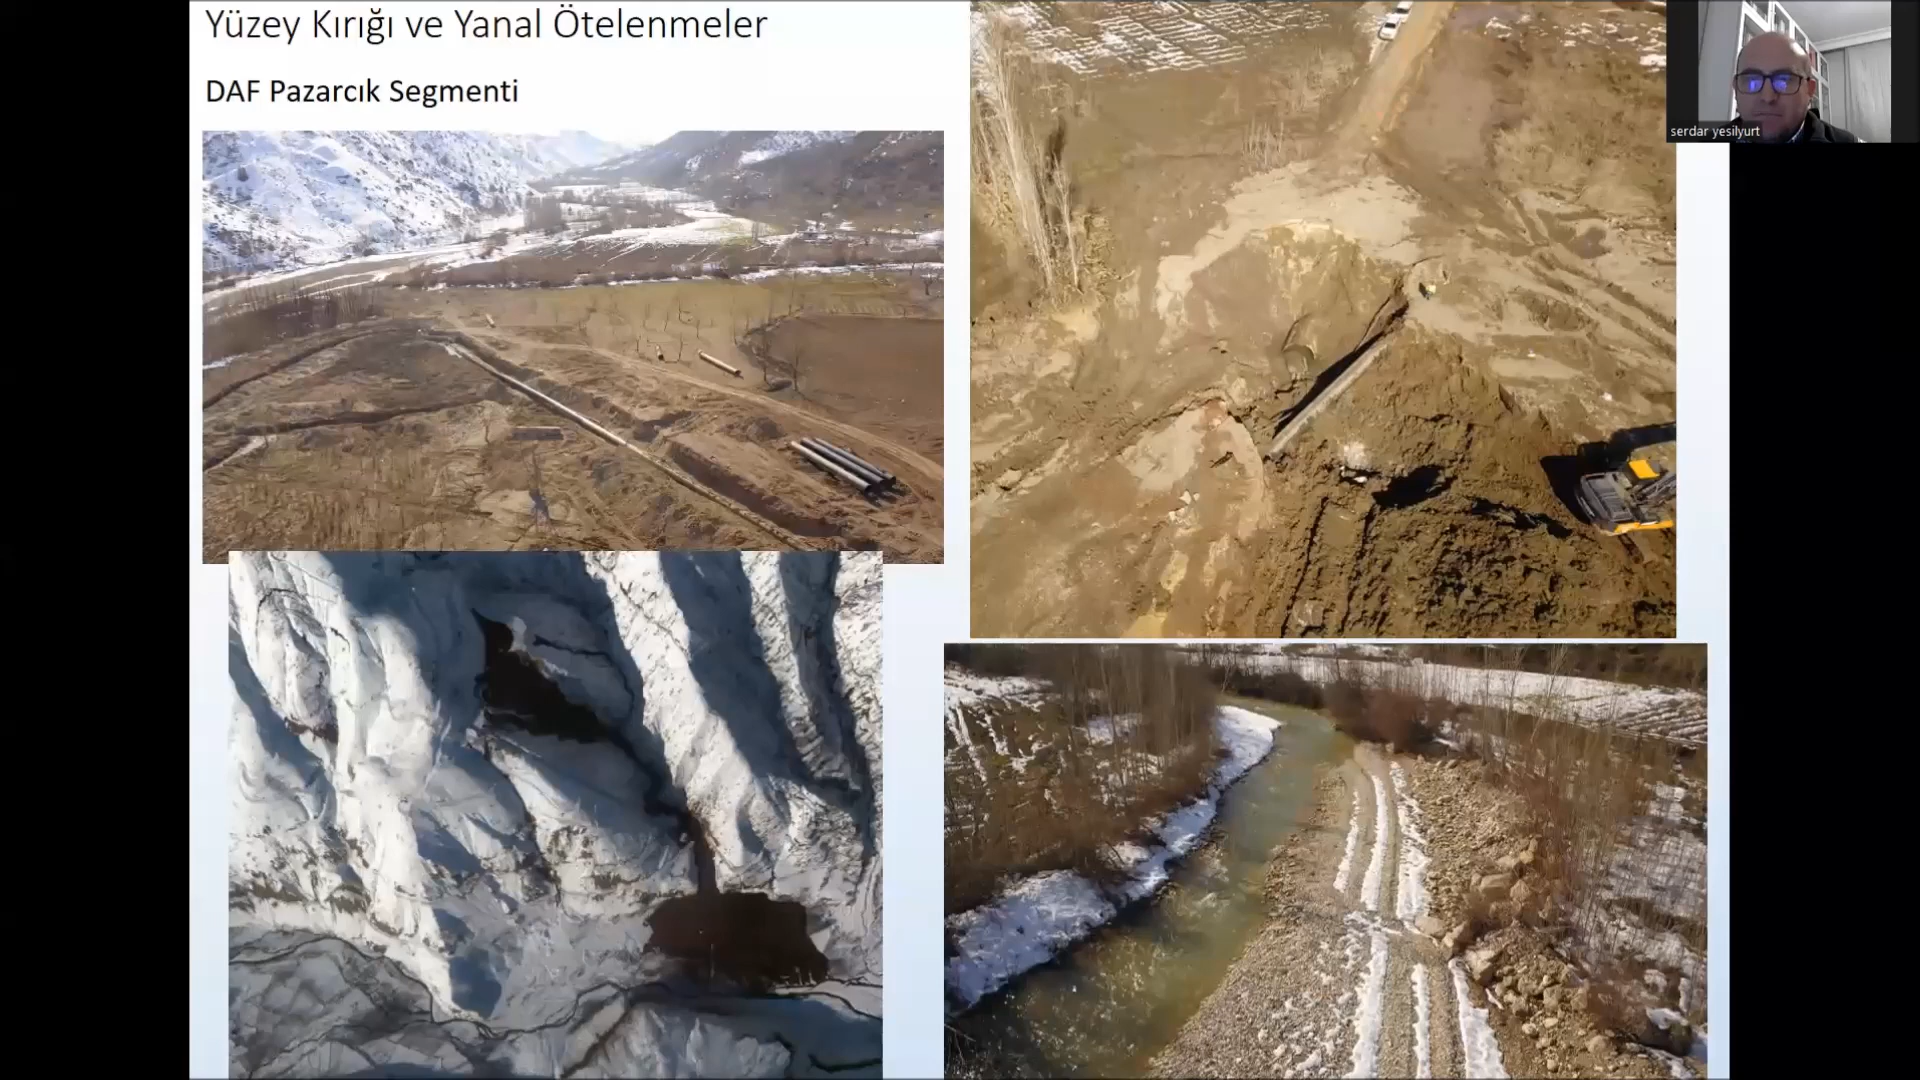 Yüzey Kırığı ve Yanal Ötelenmeler
DAF Pazarcık Segmenti
serdar yesilyurt